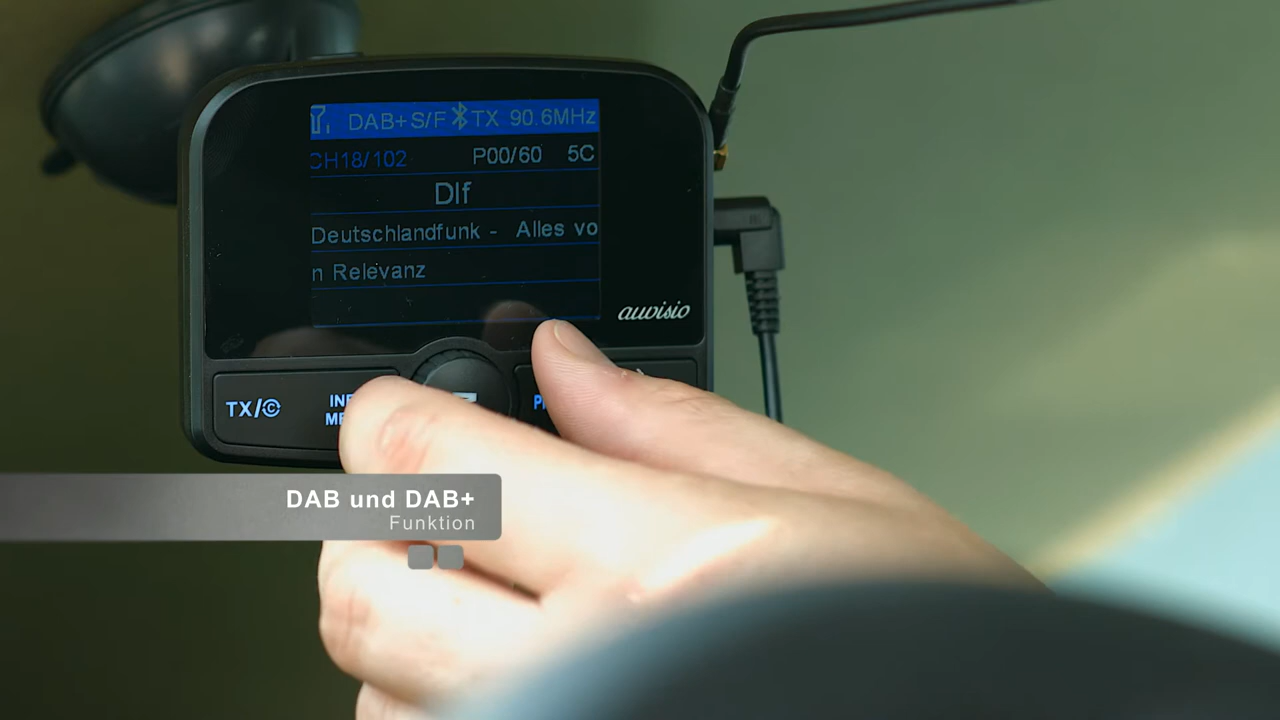 DAB+ S/F TX 90.6MHz
CH18/102 P00/60 5C
Dlf
Deutschlandfunk - Alles vo
n Relevanz
auvisio
TX/©
DAB und DAB+
Funktion